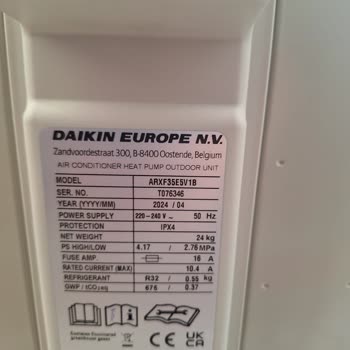 DAIKIN EUROPE N.V.
Zandvoordestraat 300, B-8400 Oostende, Belgium
AIR CONDITIONER HEAT PUMP OUTDOOR UNIT
MODEL ARXF35E5V1B
SER. NO. T076346
YEAR (YYYY/MM) 2024 / 04
POWER SUPPLY 220-240 V ~ 50 Hz
PROTECTION IPX4
NET WEIGHT 24 kg
PS HIGH/LOW 4.17 / 2.76 MPa
FUSE AMP. 16 A
RATED CURRENT (MAX) 10.4 A
REFRIGERANT R32 / 0.55 kg
GWP / tCO₂eq 675 / 0.37
CE UK CA